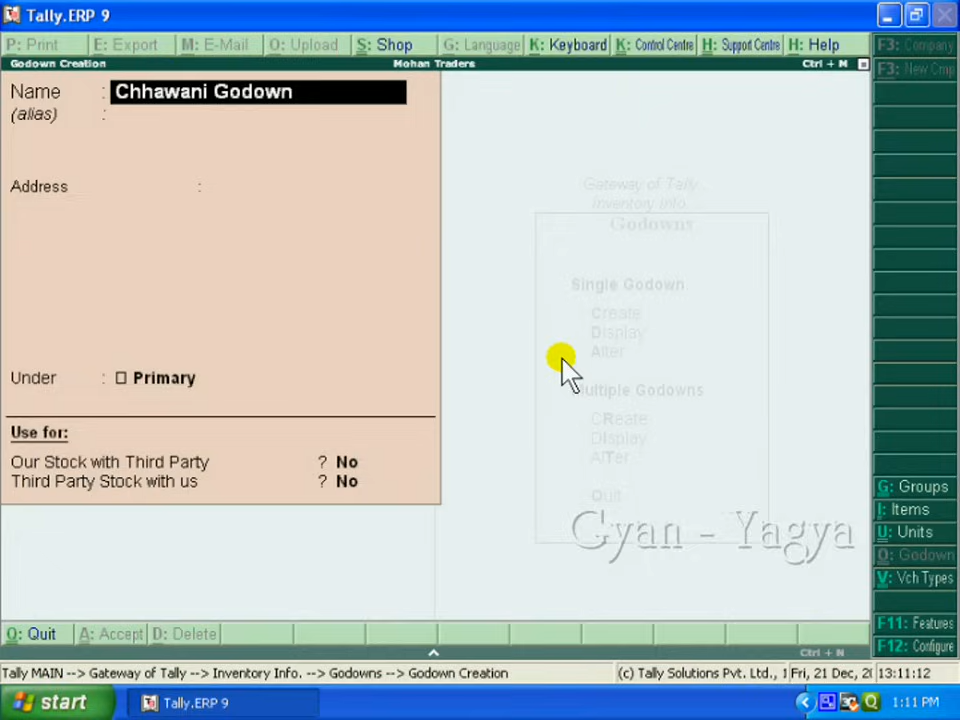 Tally.ERP 9
P: Print E: Export M: E-Mail O: Upload S: Shop G: Language K: Keyboard K: Control Centre H: Support Centre H: Help F3: Company
Godown Creation Mohan Traders Ctrl + M F3: New Cmp
Name : Chhawani Godown
(alias) :
Address :
Gateway of Tally
Inventory Info.
Godowns
Single Godown
Create
Display
Alter
Under : Primary
Multiple Godowns
CReate
DIsplay
AlTer
Use for:
Our Stock with Third Party ? No
Third Party Stock with us ? No
Quit
Gyan - Yagya
G: Groups
I: Items
U: Units
O: Godown
V: Vch Types
F11: Features
F12: Configure
Q: Quit A: Accept D: Delete
Ctrl + N
Tally MAIN --> Gateway of Tally --> Inventory Info. --> Godowns --> Godown Creation (c) Tally Solutions Pvt. Ltd., 1 Fri, 21 Dec, 20 13:11:12
start Tally.ERP 9 1:11 PM